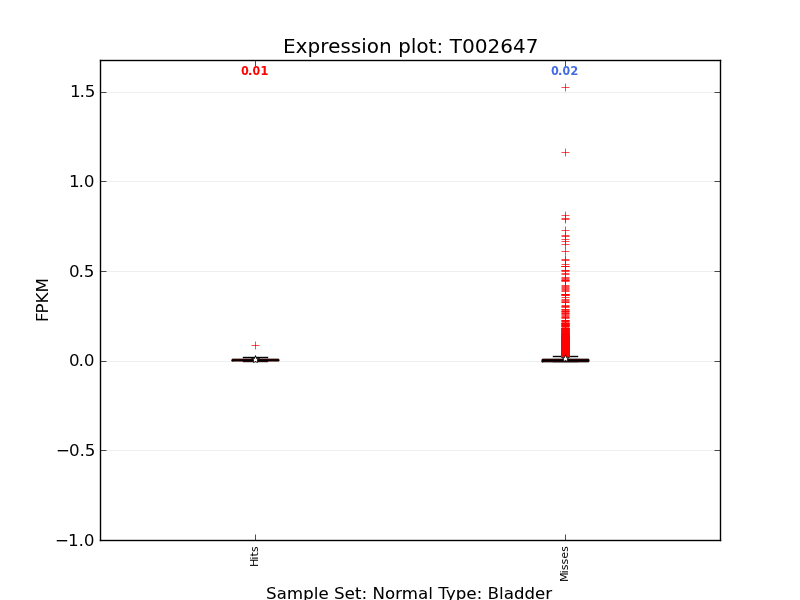 Expression plot: T002647
0.01
0.02
1.5
1.0
0.5
0.0
−0.5
−1.0
FPKM
Hits
Misses
Sample Set: Normal Type: Bladder